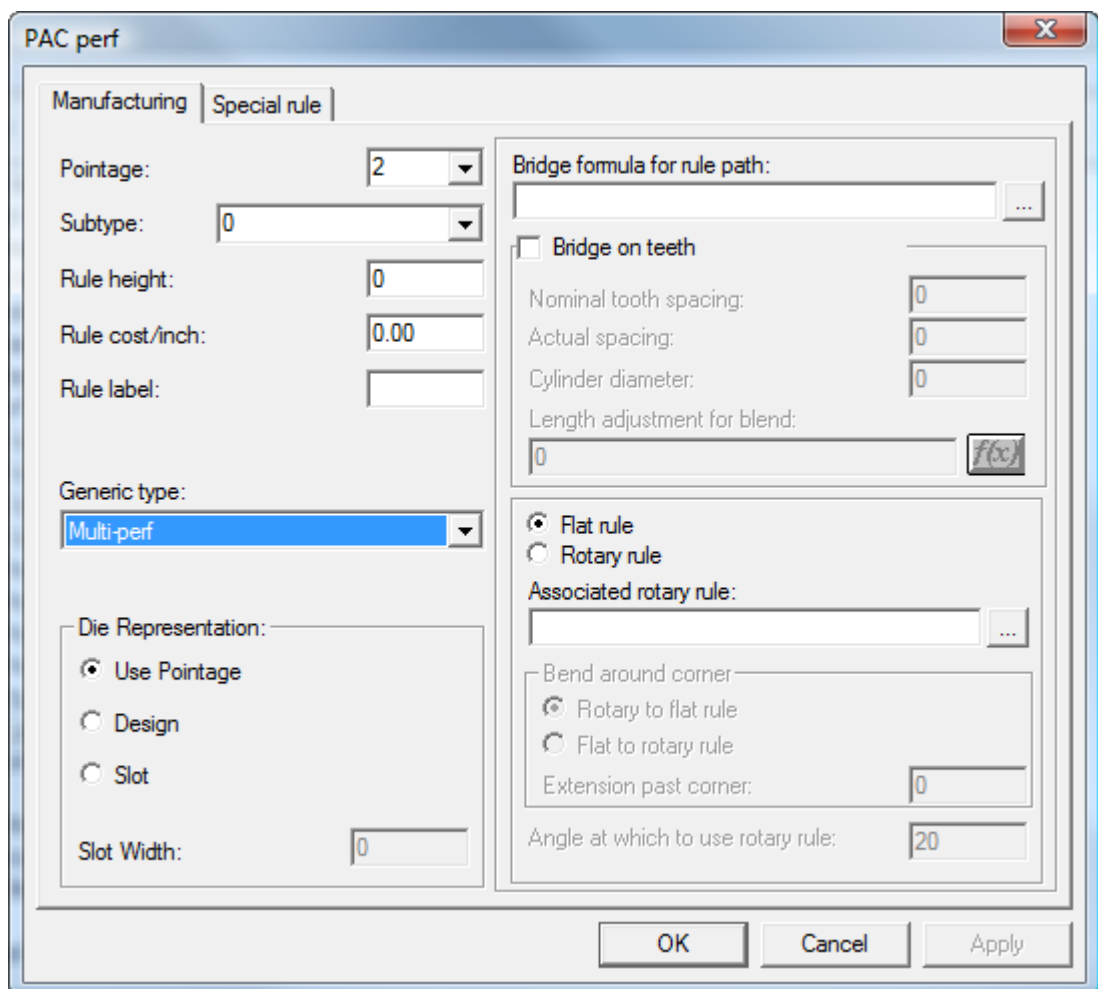 PAC perf
Manufacturing
Special rule
Pointage:
2
Subtype:
0
Rule height:
0
Rule cost/inch:
0.00
Rule label:
Generic type:
Multi-perf
Die Representation:
Use Pointage
Design
Slot
Slot Width:
0
Bridge formula for rule path:
...
Bridge on teeth
Nominal tooth spacing:
0
Actual spacing:
0
Cylinder diameter:
0
Length adjustment for blend:
0
f(x)
Flat rule
Rotary rule
Associated rotary rule:
...
Bend around corner
Rotary to flat rule
Flat to rotary rule
Extension past corner:
0
Angle at which to use rotary rule:
20
OK
Cancel
Apply